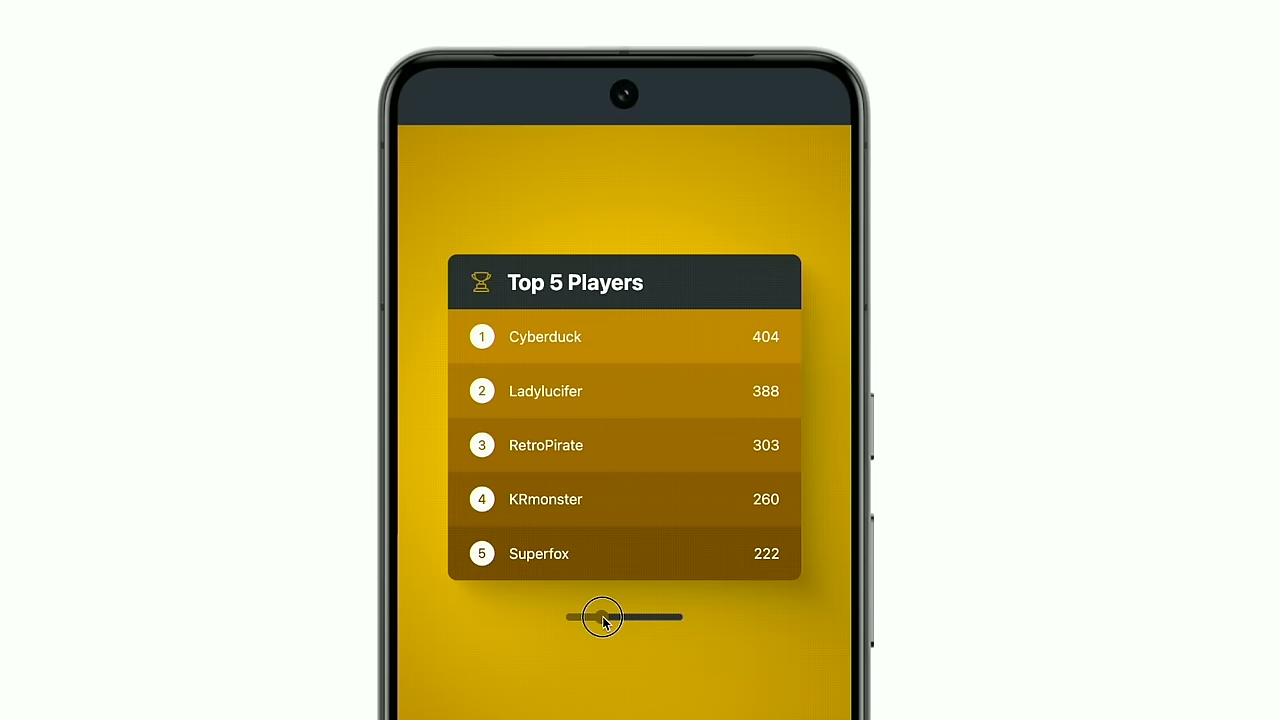 Top 5 Players
1 Cyberduck 404
2 Ladylucifer 388
3 RetroPirate 303
4 KRmonster 260
5 Superfox 222